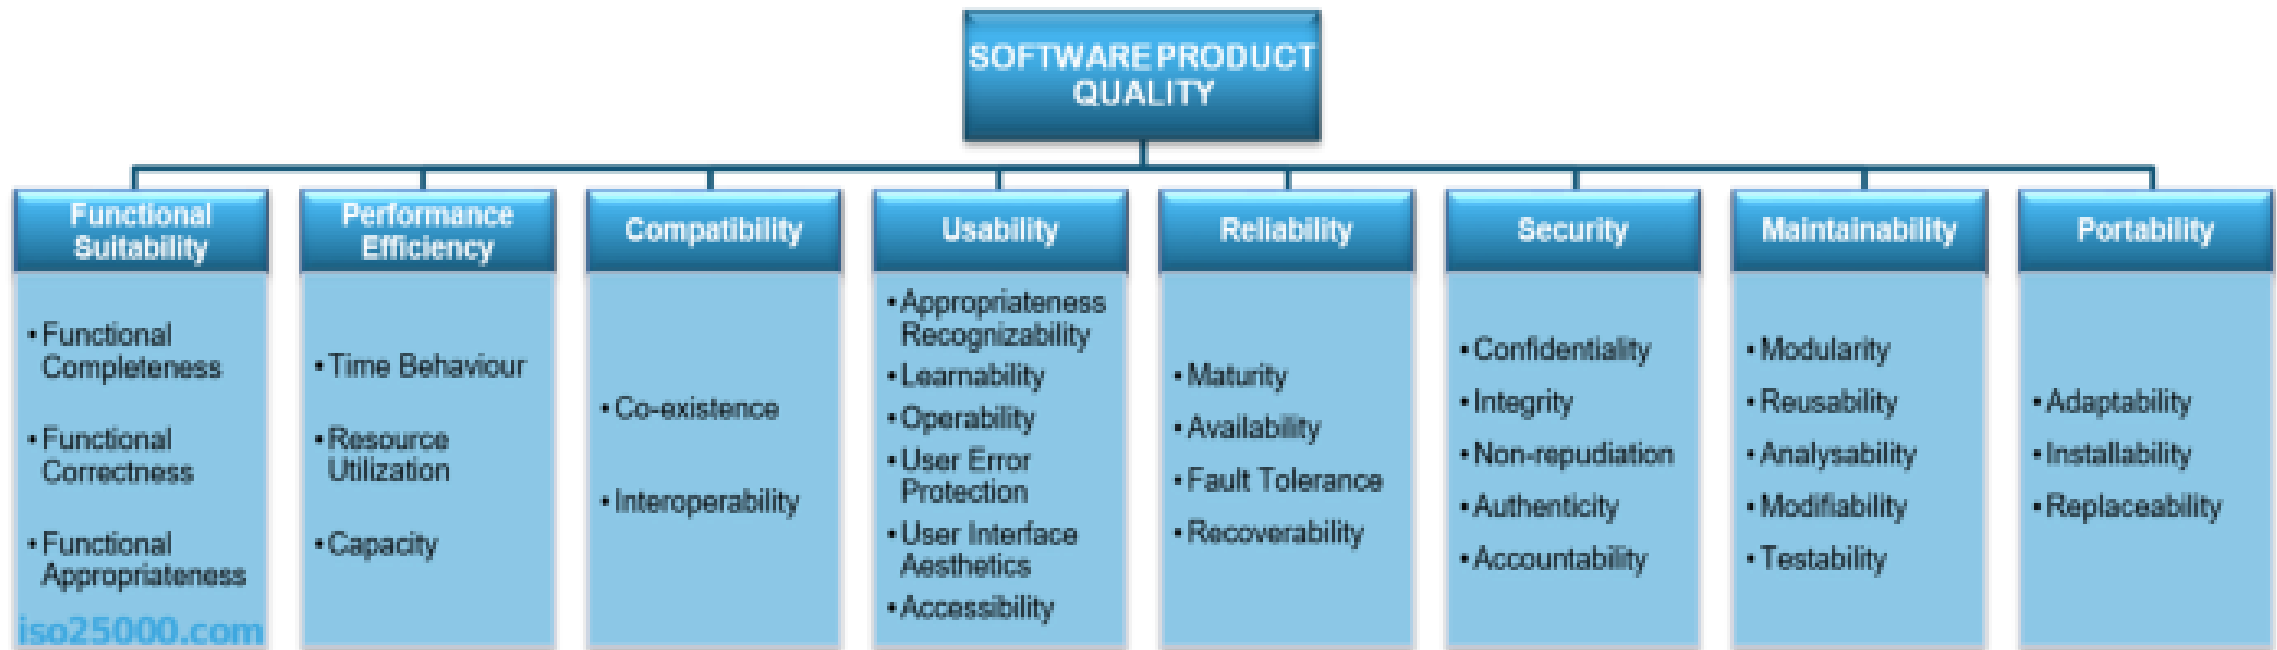 SOFTWARE PRODUCT
QUALITY
Functional
Suitability
• Functional
Completeness
• Functional
Correctness
• Functional
Appropriateness
iso25000.com
Performance
Efficiency
• Time Behaviour
• Resource
Utilization
• Capacity
Compatibility
• Co-existence
• Interoperability
Usability
• Appropriateness
Recognizability
• Learnability
• Operability
• User Error
Protection
• User Interface
Aesthetics
• Accessibility
Reliability
• Maturity
• Availability
• Fault Tolerance
• Recoverability
Security
• Confidentiality
• Integrity
• Non-repudiation
• Authenticity
• Accountability
Maintainability
• Modularity
• Reusability
• Analysability
• Modifiability
• Testability
Portability
• Adaptability
• Installability
• Replaceability